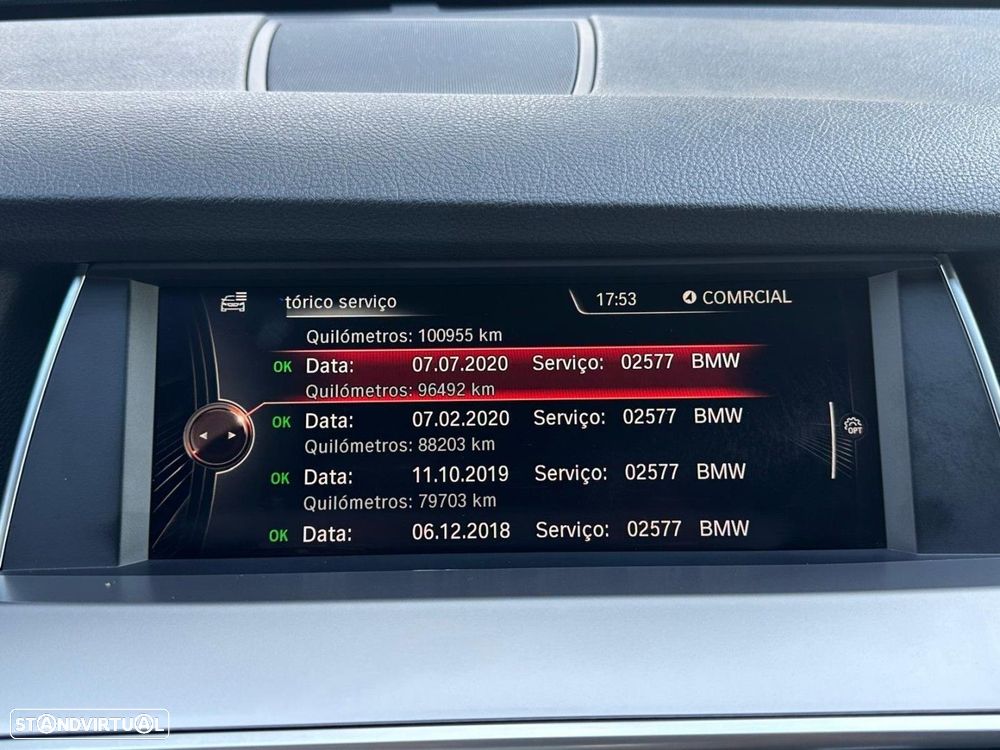 tórico serviço 17:53 COMRCIAL
Quilómetros: 100955 km
OK Data: 07.07.2020 Serviço: 02577 BMW
Quilómetros: 96492 km
OK Data: 07.02.2020 Serviço: 02577 BMW
Quilómetros: 88203 km
OK Data: 11.10.2019 Serviço: 02577 BMW
Quilómetros: 79703 km
OK Data: 06.12.2018 Serviço: 02577 BMW
OPT
STANDVIRTUAL